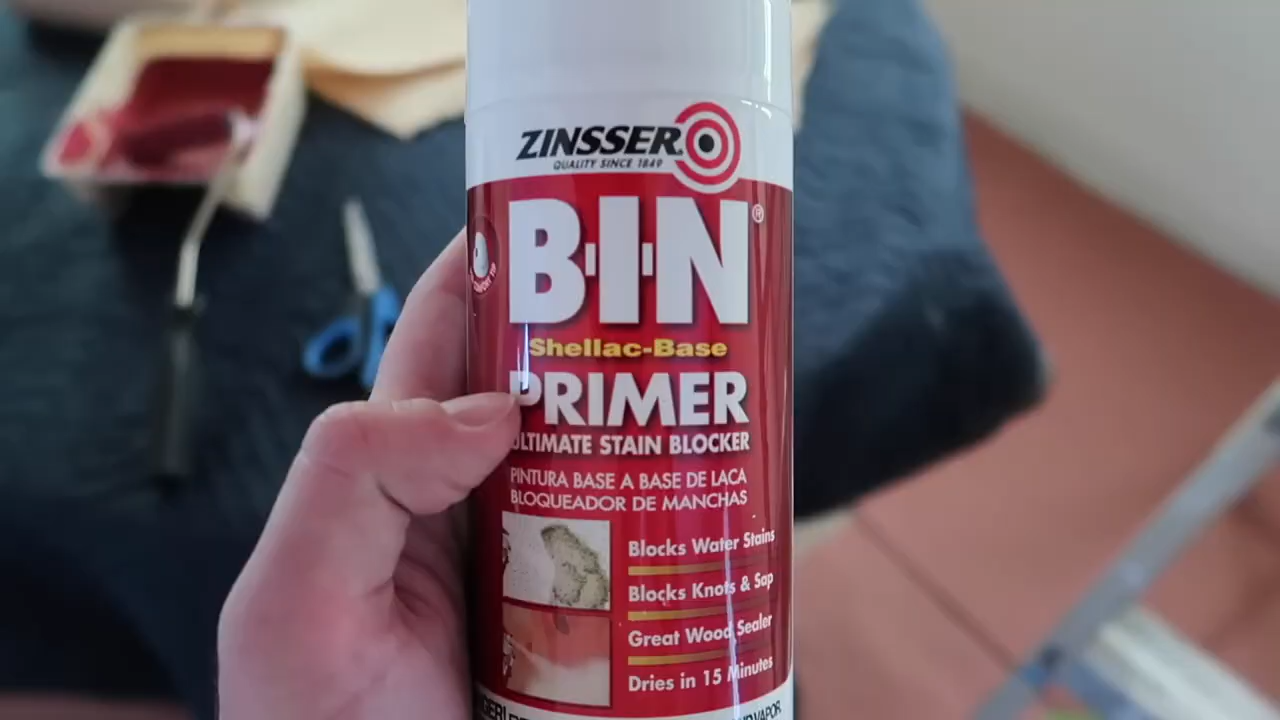 ZINSSER®
QUALITY SINCE 1849
B-I-N®
Shellac-Base
PRIMER
ULTIMATE STAIN BLOCKER
PINTURA BASE A BASE DE LACA
BLOQUEADOR DE MANCHAS
Blocks Water Stains
Blocks Knots & Sap
Great Wood Sealer
Dries in 15 Minutes
VAPOR